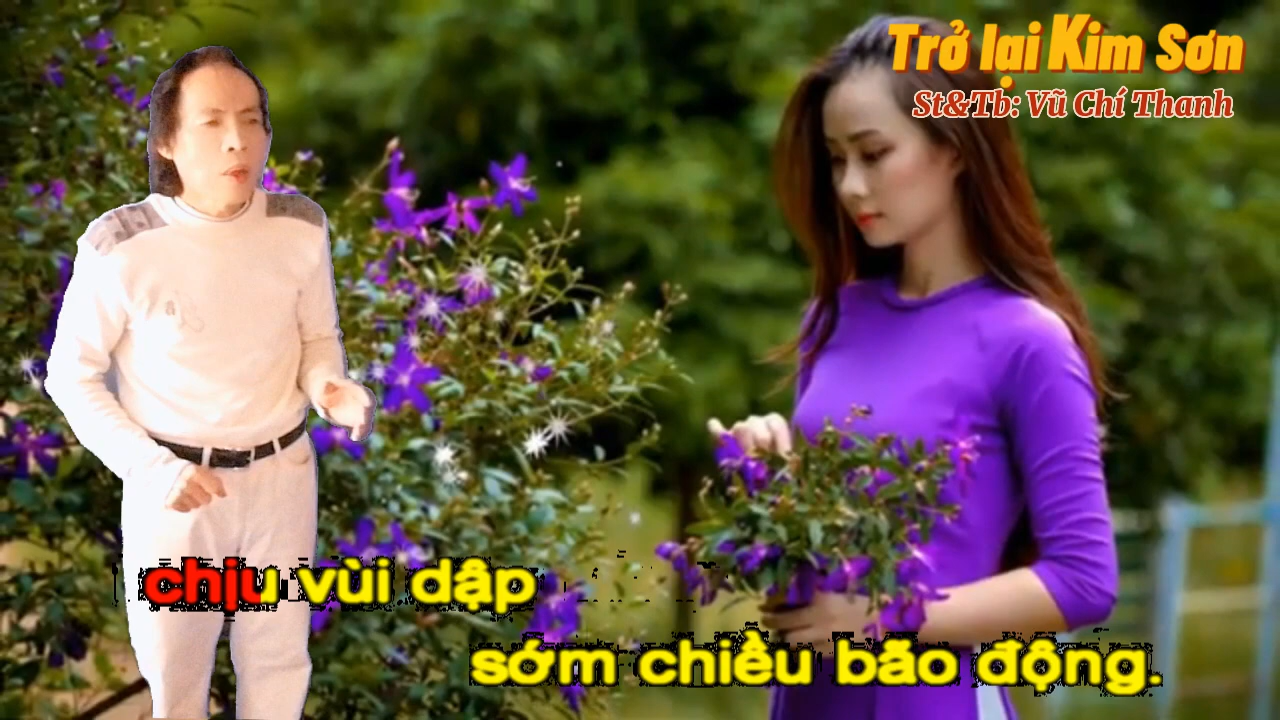 Trở lại Kim Sơn
St&Tb: Vũ Chí Thanh
chịu vùi dập
sớm chiều bão động.